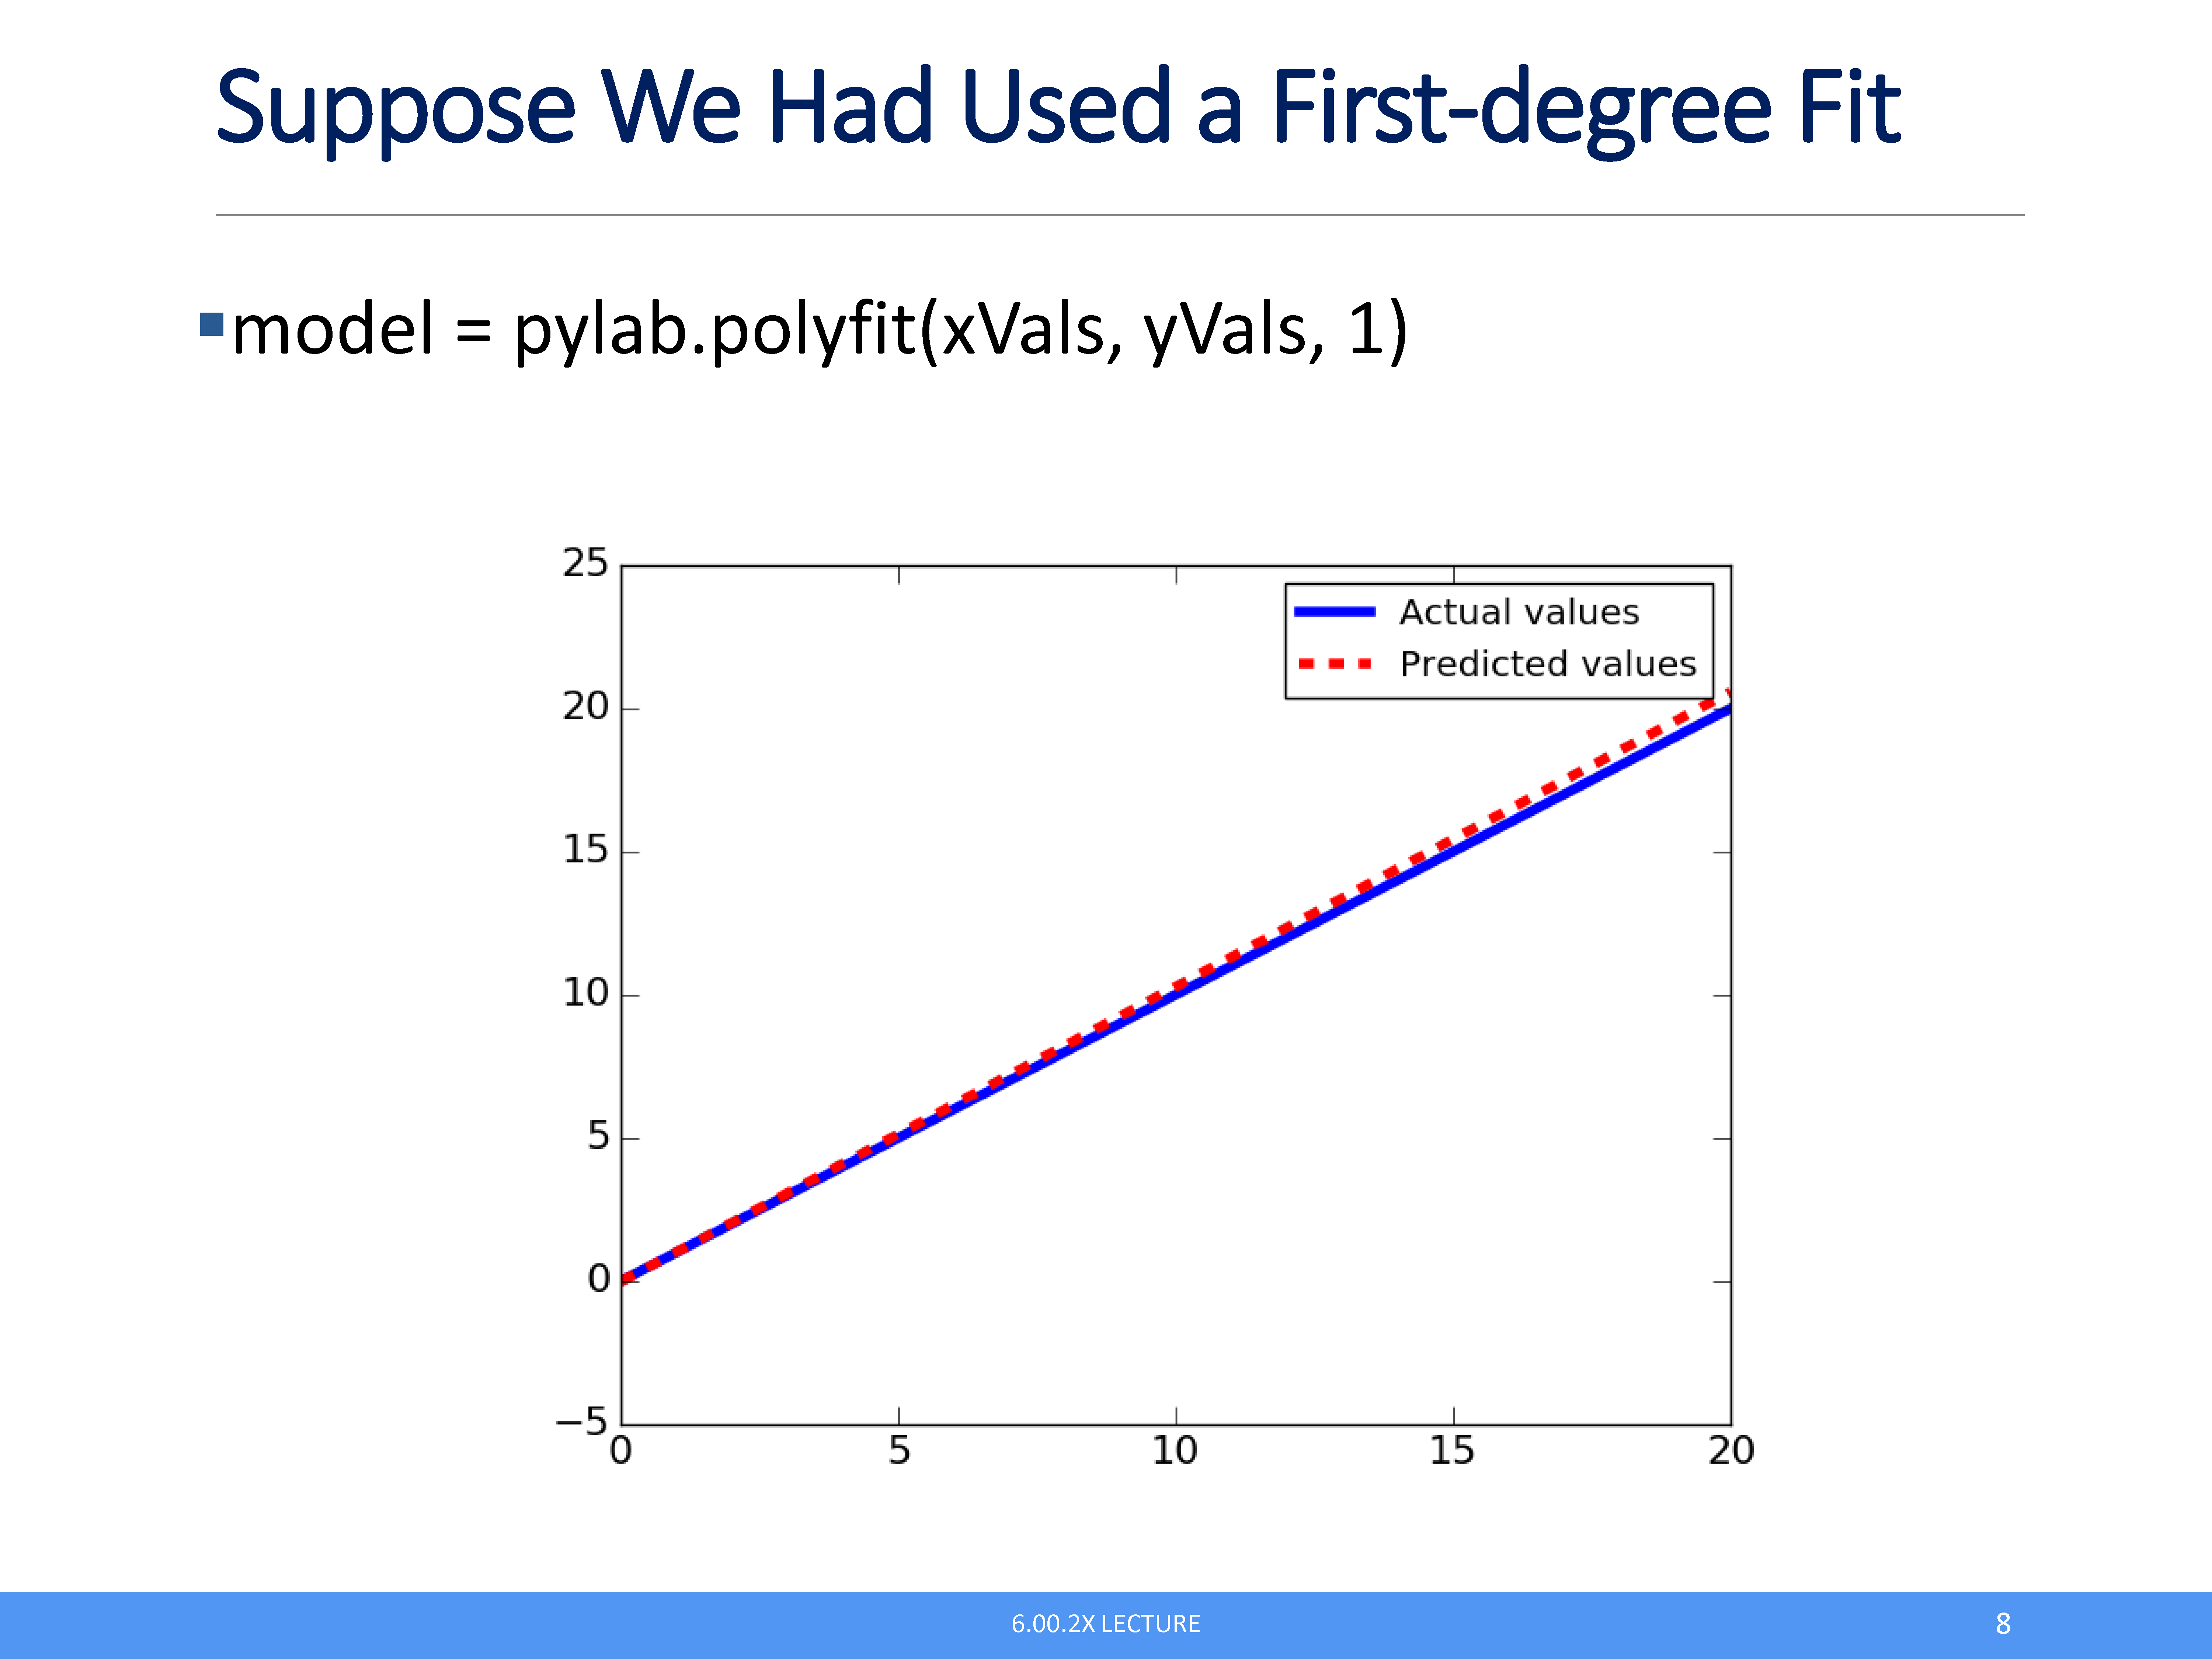 Suppose We Had Used a First-degree Fit
▪model = pylab.polyfit(xVals, yVals, 1)
25
Actual values
Predicted values
20
15
10
5
0
−5
0 5 10 15 20
6.00.2X LECTURE
8